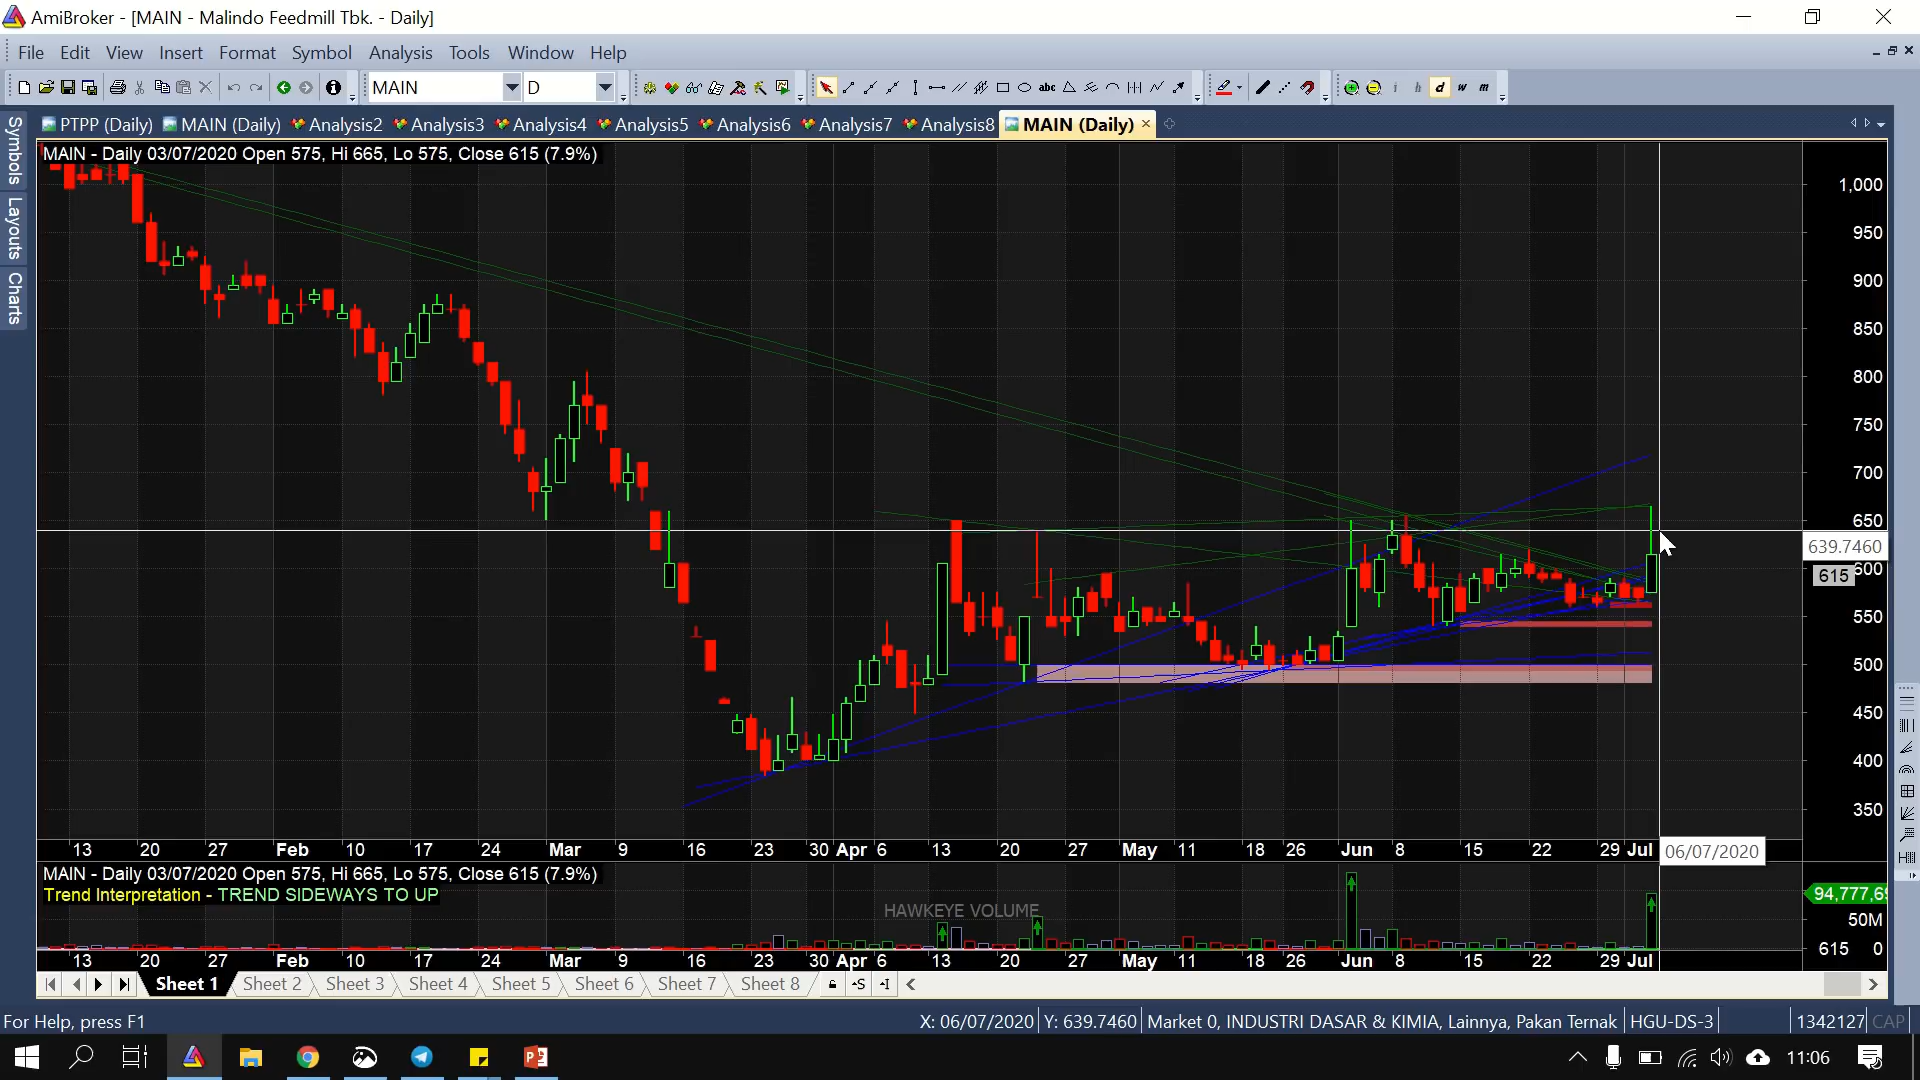 AmiBroker - [MAIN - Malindo Feedmill Tbk. - Daily]
File Edit View Insert Format Symbol Analysis Tools Window Help
MAIN D abc i h d w m
PTPP (Daily) MAIN (Daily) Analysis2 Analysis3 Analysis4 Analysis5 Analysis6 Analysis7 Analysis8 MAIN (Daily)
Symbols
Layouts
Charts
MAIN - Daily 03/07/2020 Open 575, Hi 665, Lo 575, Close 615 (7.9%)
1,000
950
900
850
800
750
700
650
639.7460
600
615
550
500
450
400
350
13 20 27 Feb 10 17 24 Mar 9 16 23 30 Apr 6 13 20 27 May 11 18 26 Jun 8 15 22 29 Jul 06/07/2020
MAIN - Daily 03/07/2020 Open 575, Hi 665, Lo 575, Close 615 (7.9%)
Trend Interpretation - TREND SIDEWAYS TO UP
HAWKEYE VOLUME
94,777,6
50M
615 0
13 20 27 Feb 10 17 24 Mar 9 16 23 30 Apr 6 13 20 27 May 11 18 26 Jun 8 15 22 29 Jul
Sheet 1 Sheet 2 Sheet 3 Sheet 4 Sheet 5 Sheet 6 Sheet 7 Sheet 8
For Help, press F1 X: 06/07/2020 Y: 639.7460 Market 0, INDUSTRI DASAR & KIMIA, Lainnya, Pakan Ternak HGU-DS-3 1342127 CAP
11:06